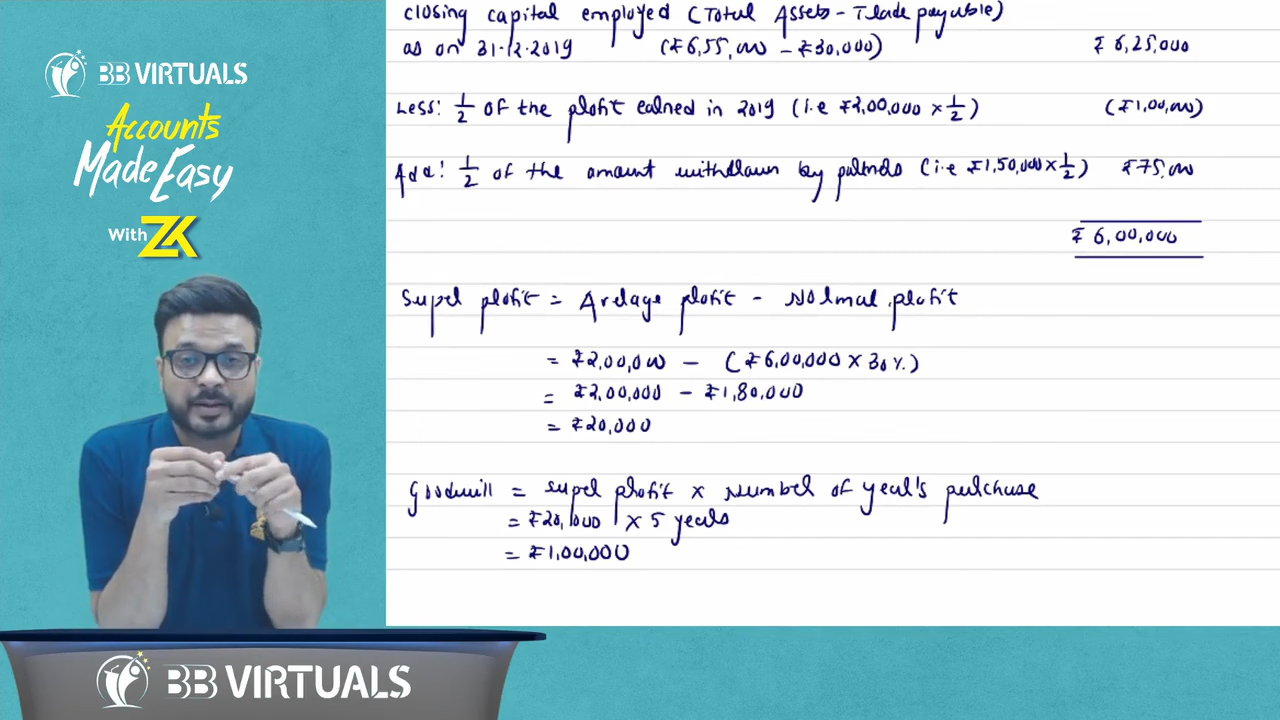 BB VIRTUALS
Accounts
Made Easy
With ZK
closing capital employed (Total Assets - Trade payable)
as on 31.12.2019 (₹6,55,000 - ₹30,000) ₹ 6,25,000
Less: 1/2 of the profit earned in 2019 (i.e ₹2,00,000 × 1/2) (₹1,00,000)
Add: 1/2 of the amount withdrawn by partners (i.e ₹1,50,000 × 1/2) ₹75,000
₹ 6,00,000
Super profit = Average profit - Normal profit
= ₹2,00,000 - (₹6,00,000 × 30%)
= ₹2,00,000 - ₹1,80,000
= ₹20,000
Goodwill = super profit × Number of year's purchase
= ₹20,000 × 5 years
= ₹1,00,000
BB VIRTUALS